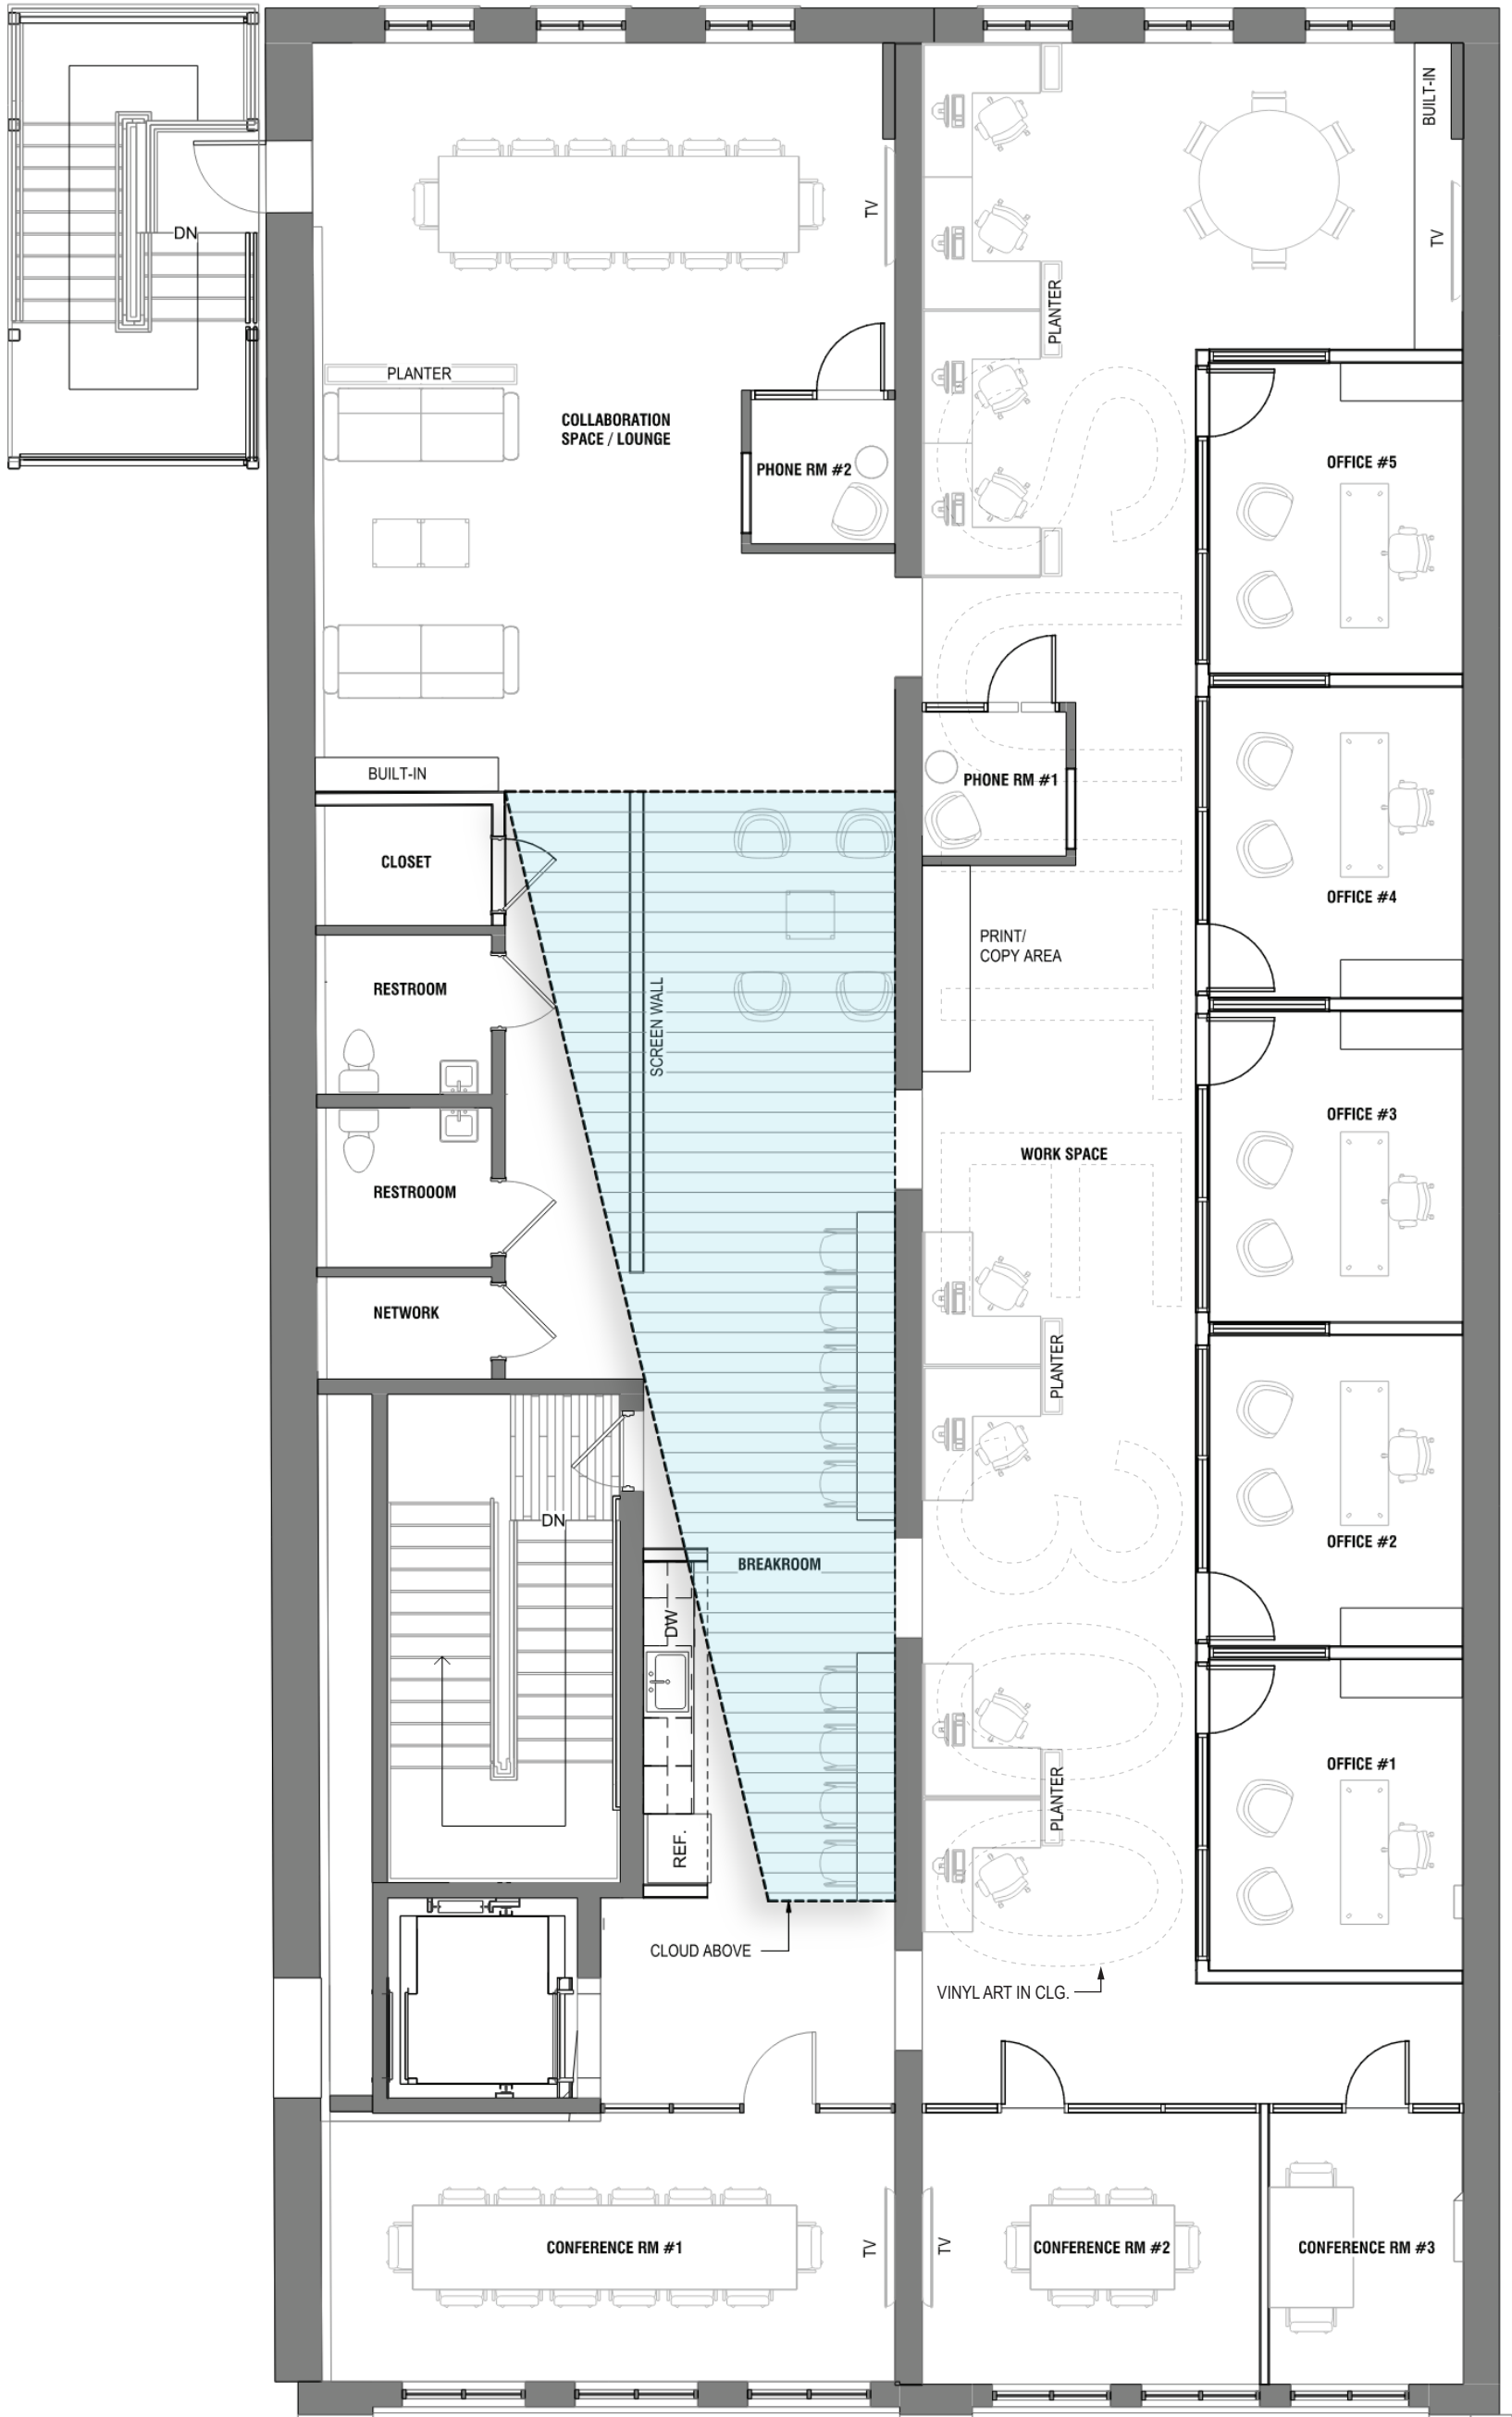 BUILT-IN
DN
TV
TV
PLANTER
PLANTER
COLLABORATION
SPACE / LOUNGE
PHONE RM #2
OFFICE #5
BUILT-IN
PHONE RM #1
CLOSET
OFFICE #4
PRINT/
COPY AREA
RESTROOM
SCREEN WALL
OFFICE #3
WORK SPACE
RESTROOOM
NETWORK
PLANTER
DN
BREAKROOM
OFFICE #2
DW
OFFICE #1
PLANTER
REF.
SUITE 300
CLOUD ABOVE
VINYL ART IN CLG.
CONFERENCE RM #1
TV
TV
CONFERENCE RM #2
CONFERENCE RM #3